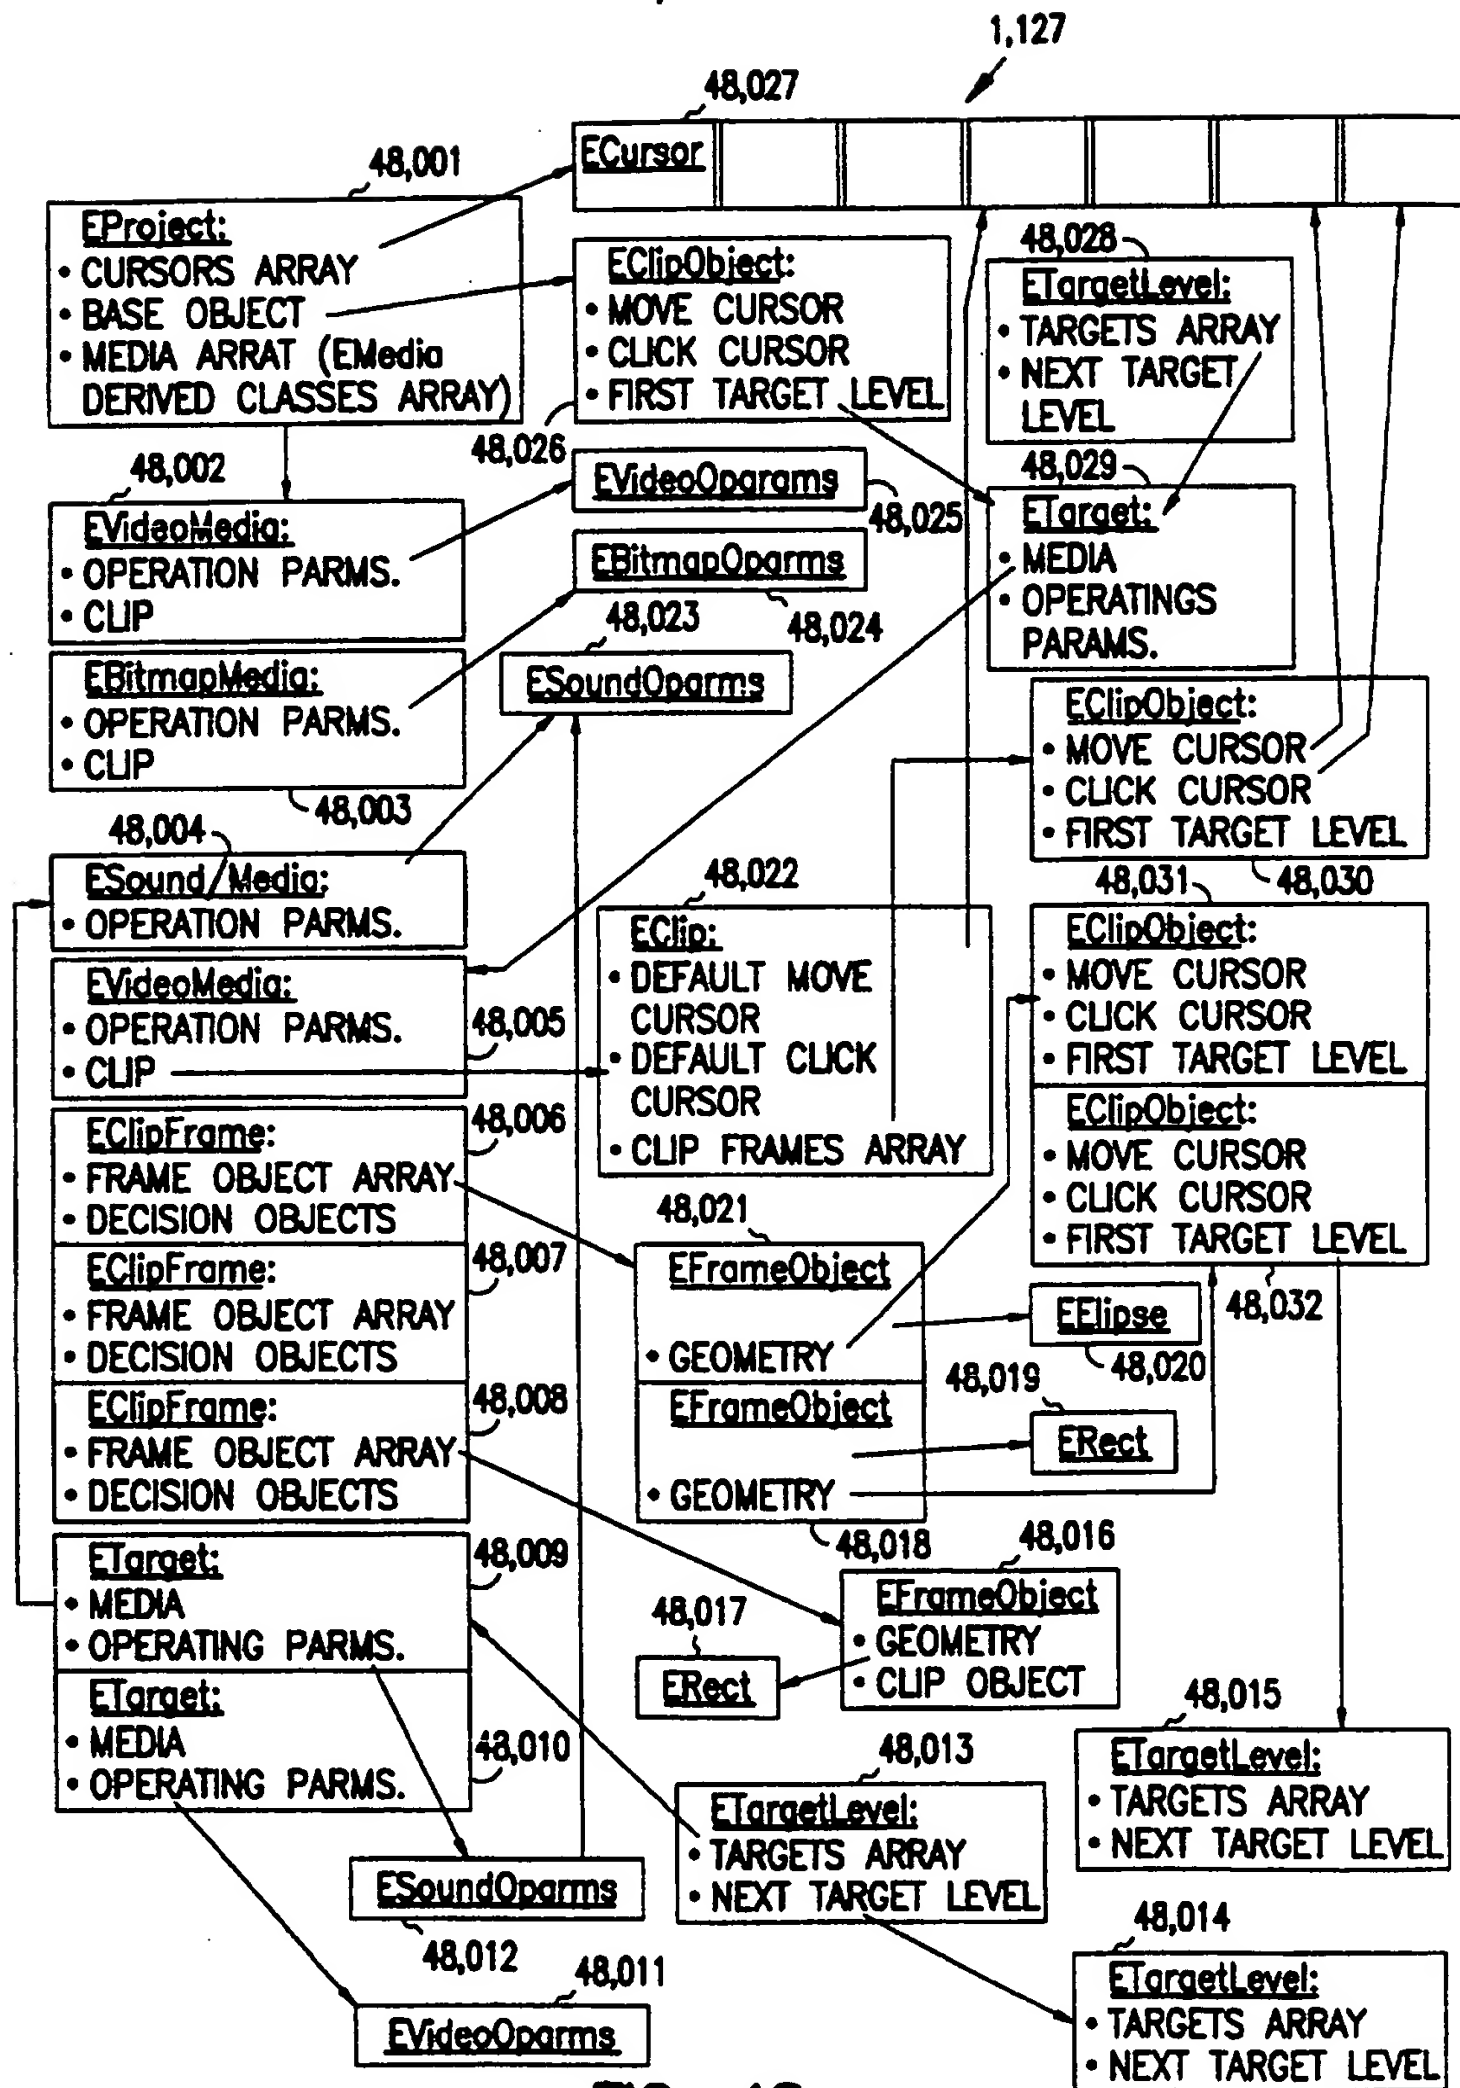 1,127
48,027
ECursor
48,001
EProject:
• CURSORS ARRAY
• BASE OBJECT
• MEDIA ARRAT (EMedia
DERIVED CLASSES ARRAY)
EClipObject:
• MOVE CURSOR
• CLICK CURSOR
• FIRST TARGET LEVEL
48,026
48,028
ETargetLevel:
• TARGETS ARRAY
• NEXT TARGET
LEVEL
48,002
EVideoMedia:
• OPERATION PARMS.
• CLIP
EVideoOparams
48,025
48,029
ETarget:
• MEDIA
• OPERATINGS
PARAMS.
EBitmapOparms
48,024
48,023
ESoundOparms
EBitmapMedia:
• OPERATION PARMS.
• CLIP
48,003
EClipObject:
• MOVE CURSOR
• CLICK CURSOR
• FIRST TARGET LEVEL
48,030
48,004
ESound/Media:
• OPERATION PARMS.
48,022
EClip:
• DEFAULT MOVE
CURSOR
• DEFAULT CLICK
CURSOR
• CLIP FRAMES ARRAY
48,031
EClipObject:
• MOVE CURSOR
• CLICK CURSOR
• FIRST TARGET LEVEL
EVideoMedia:
• OPERATION PARMS.
• CLIP
48,005
EClipObject:
• MOVE CURSOR
• CLICK CURSOR
• FIRST TARGET LEVEL
48,032
EClipFrame:
• FRAME OBJECT ARRAY
• DECISION OBJECTS
48,006
48,021
EFrameObject
• GEOMETRY
EElipse
48,020
EClipFrame:
• FRAME OBJECT ARRAY
• DECISION OBJECTS
48,007
48,019
ERect
EClipFrame:
• FRAME OBJECT ARRAY
• DECISION OBJECTS
48,008
EFrameObject
• GEOMETRY
48,018
48,016
EFrameObject
• GEOMETRY
• CLIP OBJECT
48,017
ERect
ETarget:
• MEDIA
• OPERATING PARMS.
48,009
ETarget:
• MEDIA
• OPERATING PARMS.
48,010
48,015
ETargetLevel:
• TARGETS ARRAY
• NEXT TARGET LEVEL
48,013
ETargetLevel:
• TARGETS ARRAY
• NEXT TARGET LEVEL
ESoundOparms
48,012
48,014
ETargetLevel:
• TARGETS ARRAY
• NEXT TARGET LEVEL
48,011
EVideoOparms